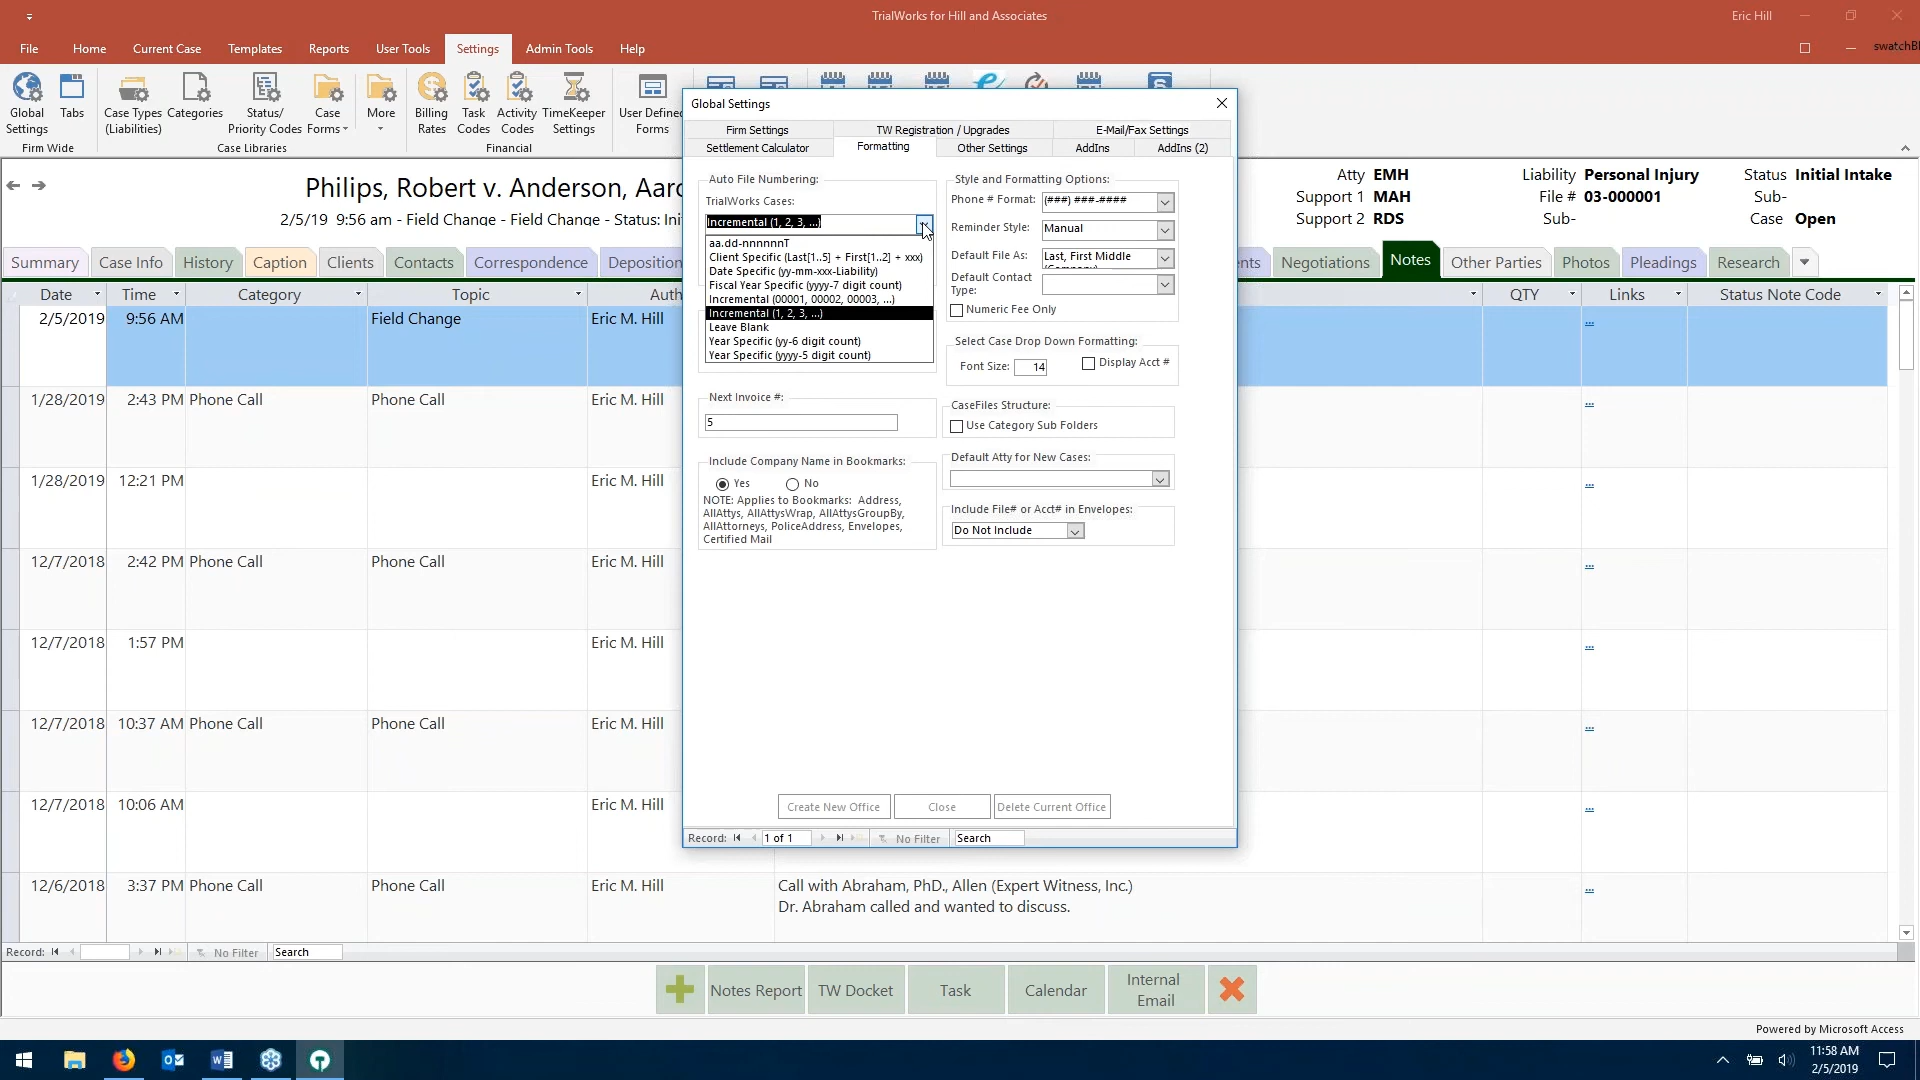 TrialWorks for Hill and Associates
Eric Hill
File Home Current Case Templates Reports User Tools Settings Admin Tools Help
Global Settings
Tabs
Firm Wide
Case Types (Liabilities)
Categories
Status/ Priority Codes
Case Forms
More
Case Libraries
Billing Rates
Task Codes
Activity Codes
TimeKeeper Settings
Financial
User Defined Forms
Philips, Robert v. Anderson, Aaro
2/5/19 9:56 am - Field Change - Field Change - Status: Ini
Atty EMH
Support 1 MAH
Support 2 RDS
Liability Personal Injury
File # 03-000001
Sub-
Status Initial Intake
Sub-
Case Open
Summary Case Info History Caption Clients Contacts Correspondence Deposition
ents Negotiations Notes Other Parties Photos Pleadings Research
Date Time Category Topic Auth QTY Links Status Note Code
2/5/2019 9:56 AM Field Change Eric M. Hill ...
1/28/2019 2:43 PM Phone Call Phone Call Eric M. Hill ...
1/28/2019 12:21 PM Eric M. Hill ...
12/7/2018 2:42 PM Phone Call Phone Call Eric M. Hill ...
12/7/2018 1:57 PM Eric M. Hill ...
12/7/2018 10:37 AM Phone Call Phone Call Eric M. Hill ...
12/7/2018 10:06 AM Eric M. Hill ...
12/6/2018 3:37 PM Phone Call Phone Call Eric M. Hill Call with Abraham, PhD., Allen (Expert Witness, Inc.) ...
Dr. Abraham called and wanted to discuss.
Global Settings
Firm Settings TW Registration / Upgrades E-Mail/Fax Settings
Settlement Calculator Formatting Other Settings AddIns AddIns (2)
Auto File Numbering:
TrialWorks Cases:
Incremental (1, 2, 3, ...)
aa.dd-nnnnnnT
Client Specific (Last[1..5] + First[1..2] + xxx)
Date Specific (yy-mm-xxx-Liability)
Fiscal Year Specific (yyyy-7 digit count)
Incremental (00001, 00002, 00003, ...)
Incremental (1, 2, 3, ...)
Leave Blank
Year Specific (yy-6 digit count)
Year Specific (yyyy-5 digit count)
Next Invoice #:
5
Include Company Name in Bookmarks:
Yes No
NOTE: Applies to Bookmarks: Address,
AllAttys, AllAttysWrap, AllAttysGroupBy,
AllAttorneys, PoliceAddress, Envelopes,
Certified Mail
Style and Formatting Options:
Phone # Format: (###) ###-####
Reminder Style: Manual
Default File As: Last, First Middle
Default Contact Type:
Numeric Fee Only
Select Case Drop Down Formatting:
Font Size: 14 Display Acct #
CaseFiles Structure:
Use Category Sub Folders
Default Atty for New Cases:
Include File# or Acct# in Envelopes:
Do Not Include
Create New Office Close Delete Current Office
Record: 1 of 1 No Filter Search
Record: No Filter Search
Notes Report TW Docket Task Calendar Internal Email
Powered by Microsoft Access
11:58 AM
2/5/2019